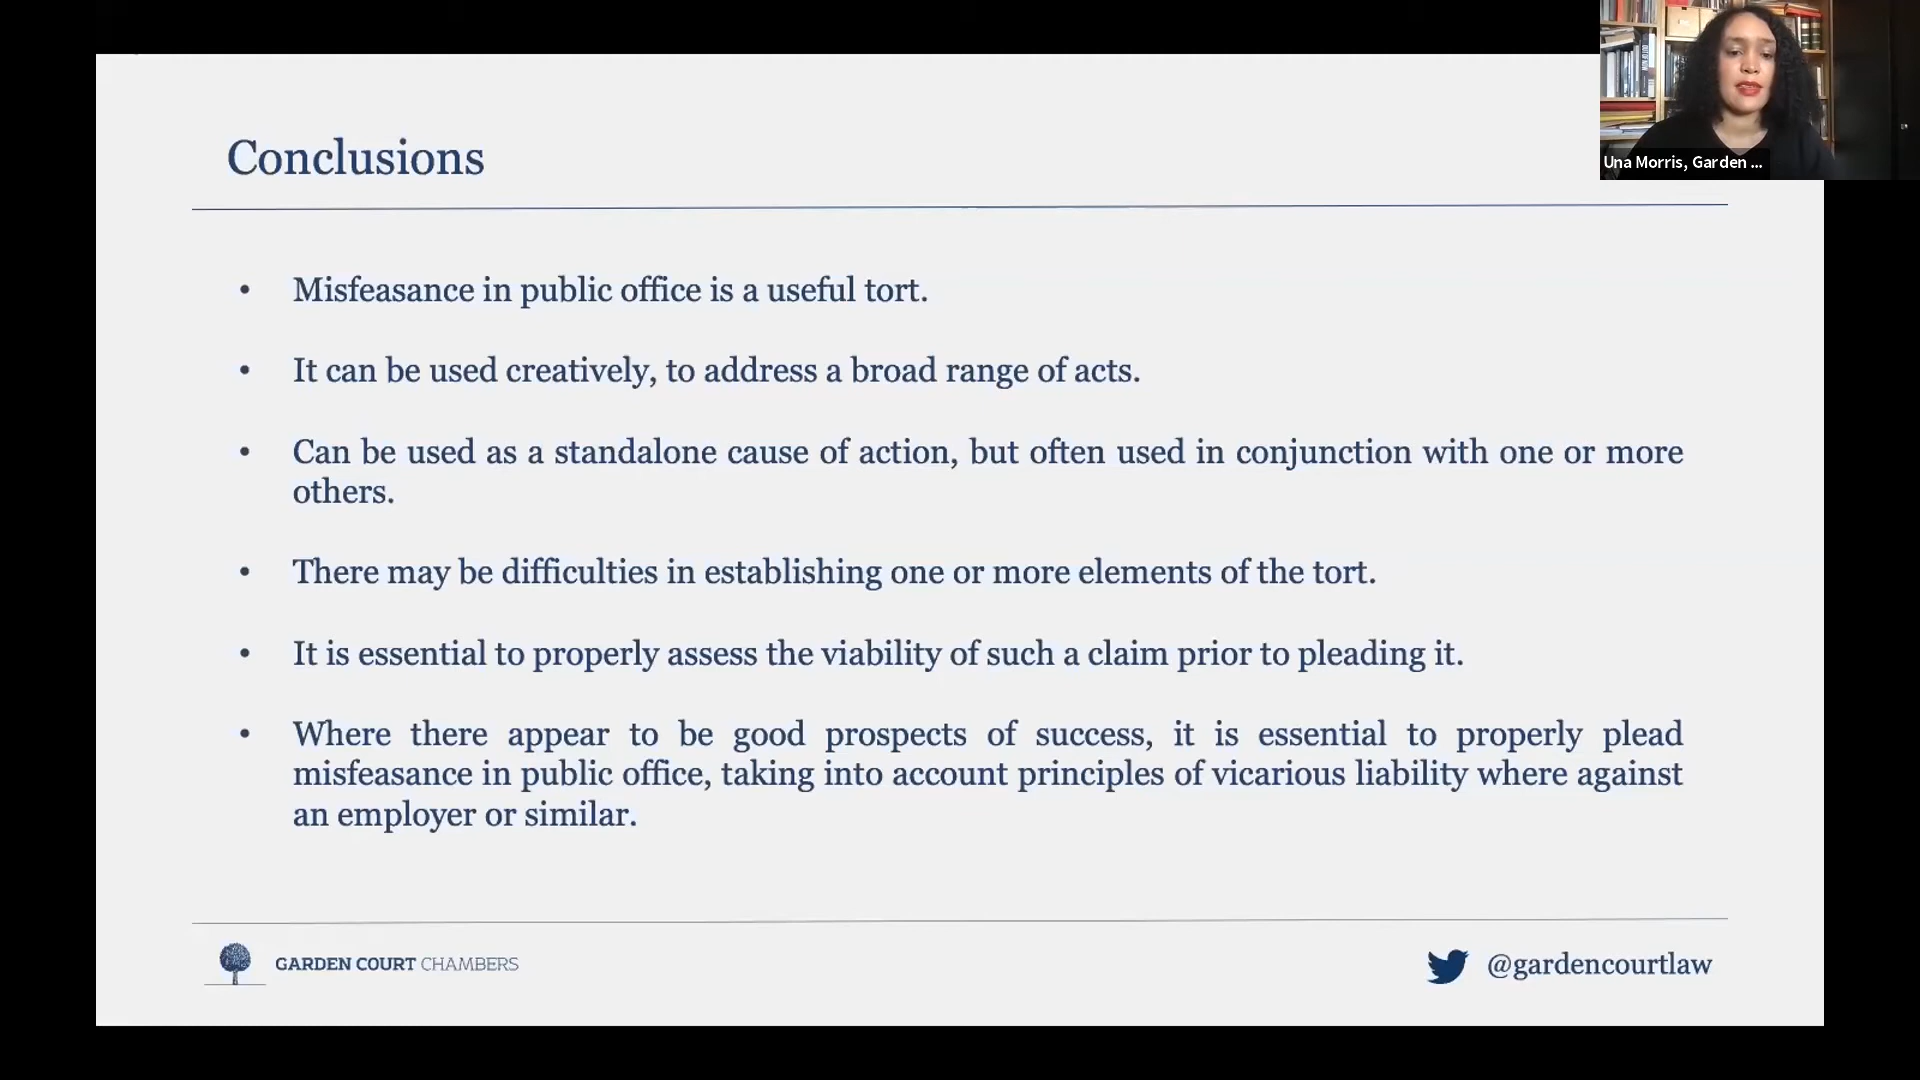 Conclusions
Una Morris, Garden ...
• Misfeasance in public office is a useful tort.
• It can be used creatively, to address a broad range of acts.
• Can be used as a standalone cause of action, but often used in conjunction with one or more
others.
• There may be difficulties in establishing one or more elements of the tort.
• It is essential to properly assess the viability of such a claim prior to pleading it.
• Where there appear to be good prospects of success, it is essential to properly plead
misfeasance in public office, taking into account principles of vicarious liability where against
an employer or similar.
GARDEN COURT CHAMBERS
@gardencourtlaw